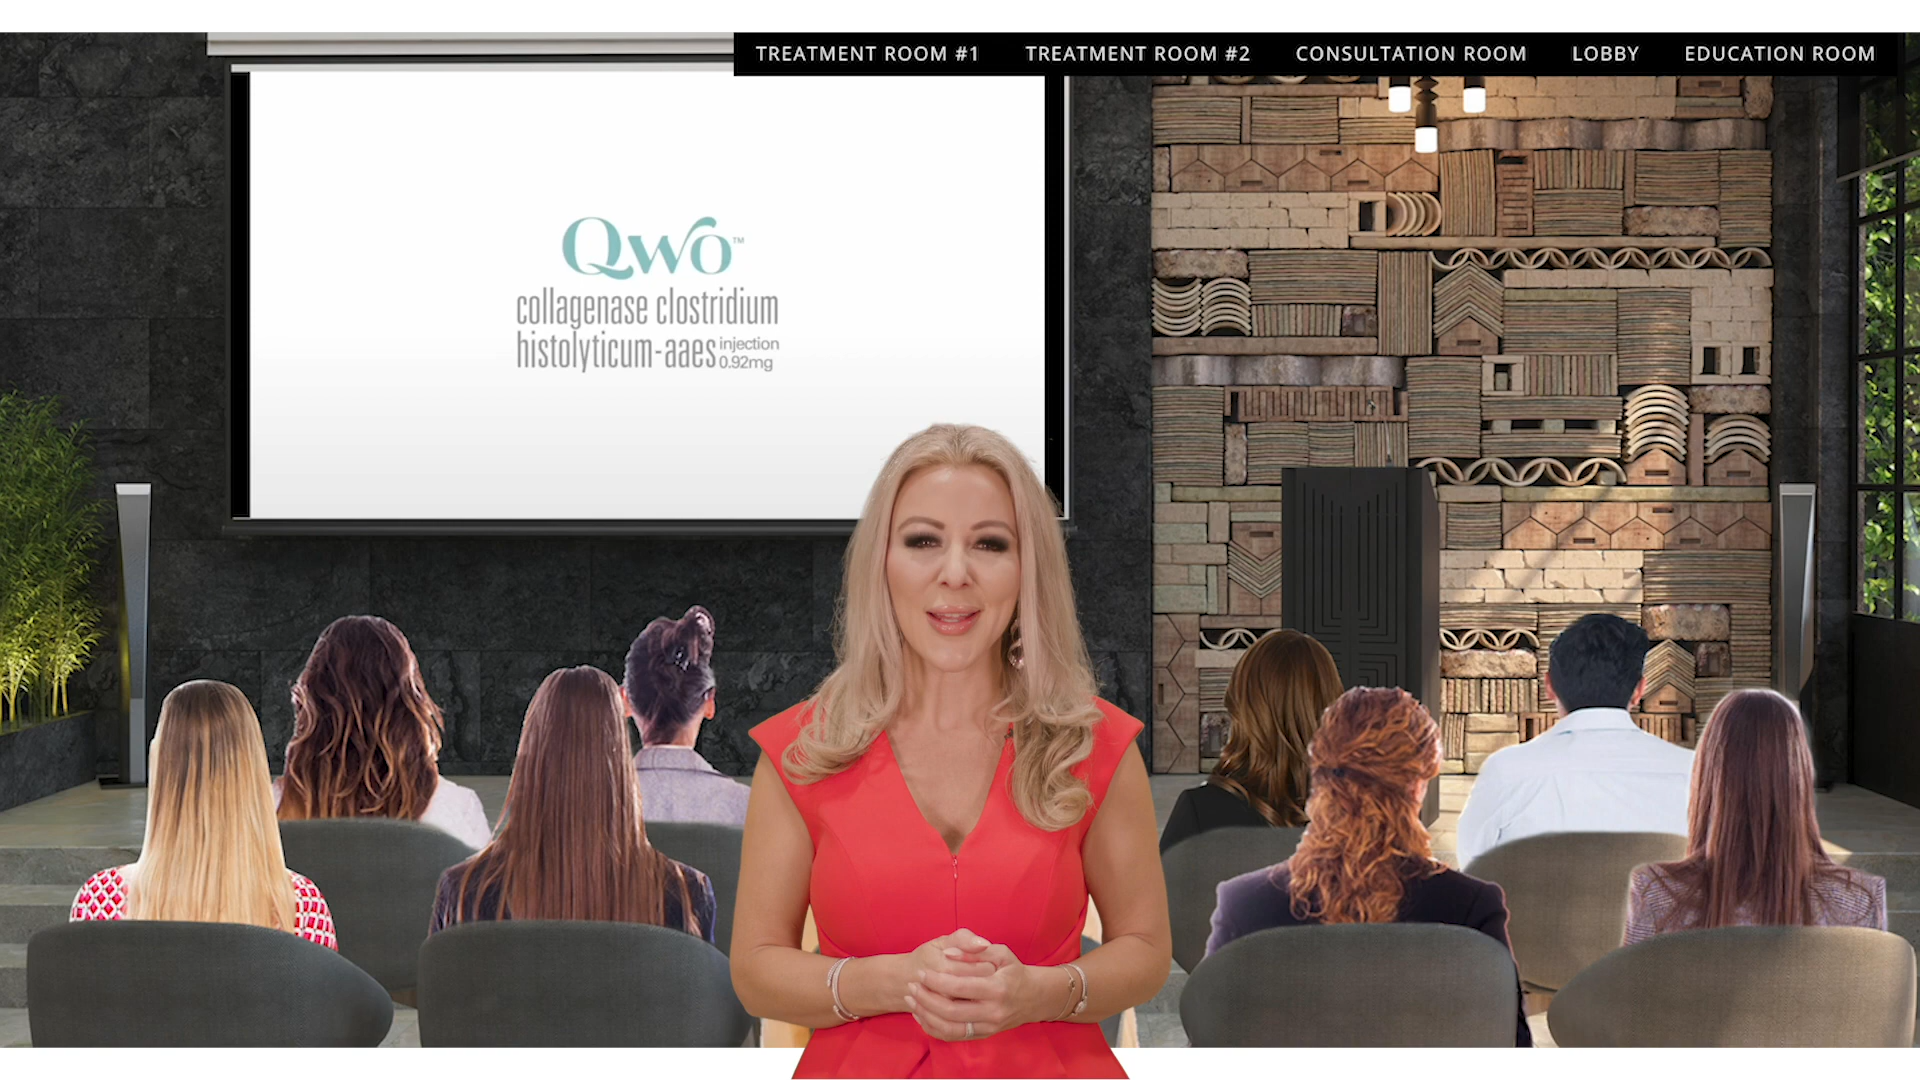 TREATMENT ROOM #1 TREATMENT ROOM #2 CONSULTATION ROOM LOBBY EDUCATION ROOM
Qwo™
collagenase clostridium
histolyticum-aaes injection 0.92mg